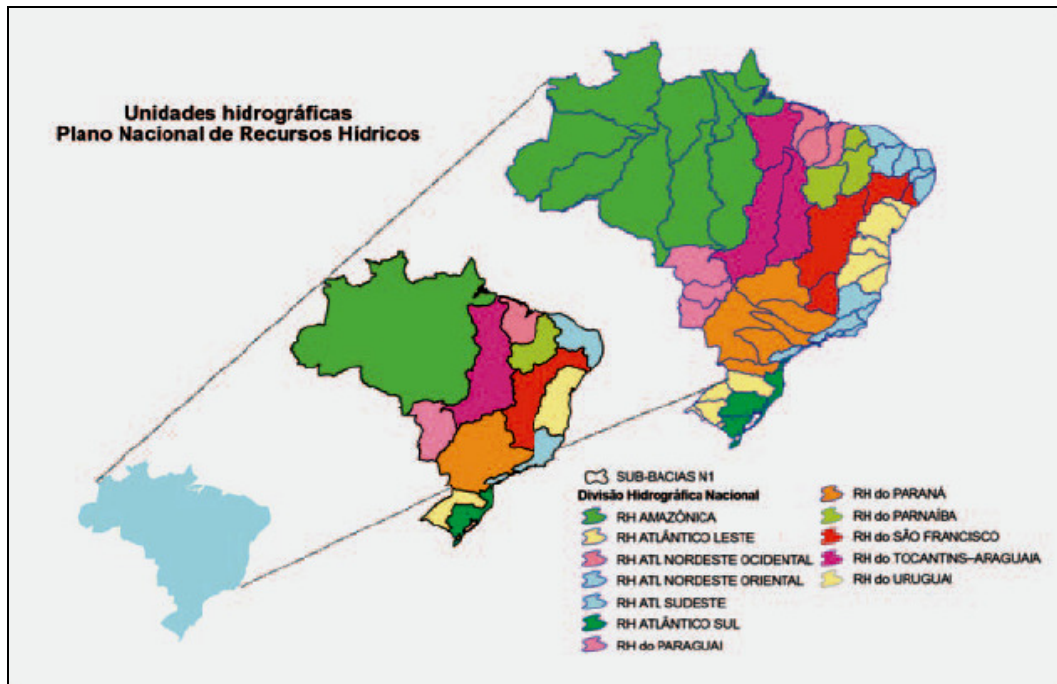 Unidades hidrográficas
Plano Nacional de Recursos Hídricos
SUB-BACIAS N1
Divisão Hidrográfica Nacional
RH AMAZÔNICA
RH ATLÂNTICO LESTE
RH ATL NORDESTE OCIDENTAL
RH ATL NORDESTE ORIENTAL
RH ATL SUDESTE
RH ATLÂNTICO SUL
RH do PARAGUAI
RH do PARANÁ
RH do PARNAÍBA
RH do SÃO FRANCISCO
RH do TOCANTINS–ARAGUAIA
RH do URUGUAI